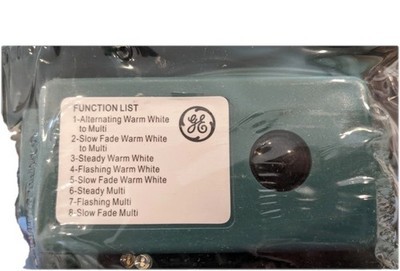 FUNCTION LIST
1-Alternating Warm White
to Multi
2-Slow Fade Warm White
to Multi
3-Steady Warm White
4-Flashing Warm White
5-Slow Fade Warm White
6-Steady Multi
7-Flashing Multi
8-Slow Fade Multi
GE